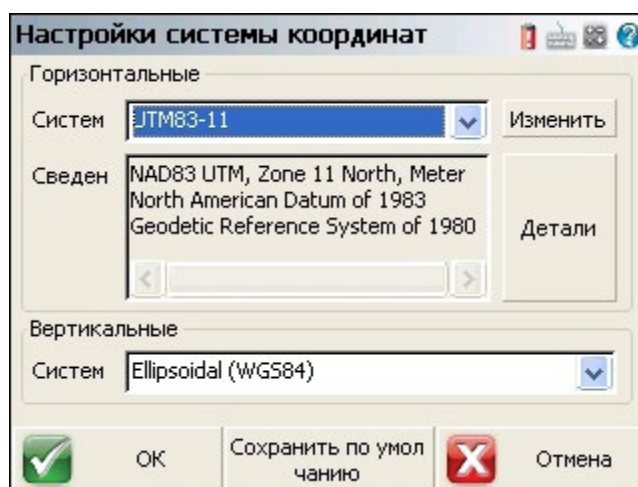 Настройки системы координат
Горизонтальные
Систем UTM83-11 Изменить
Сведен NAD83 UTM, Zone 11 North, Meter
North American Datum of 1983
Geodetic Reference System of 1980
Детали
Вертикальные
Систем Ellipsoidal (WGS84)
OK
Сохранить по умол
чанию
Отмена